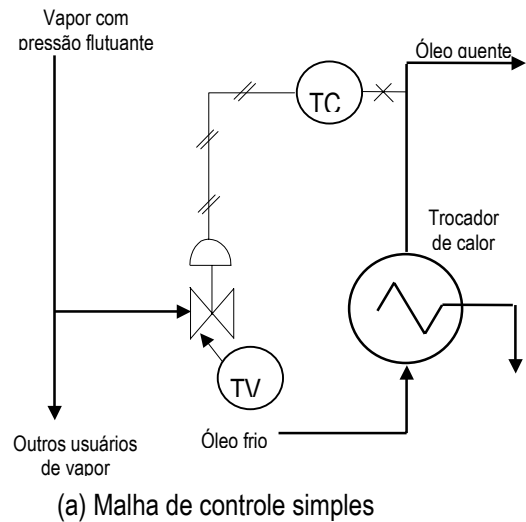 Vapor com
pressão flutuante
Óleo quente
TC
Trocador
de calor
TV
Óleo frio
Outros usuários
de vapor
(a) Malha de controle simples